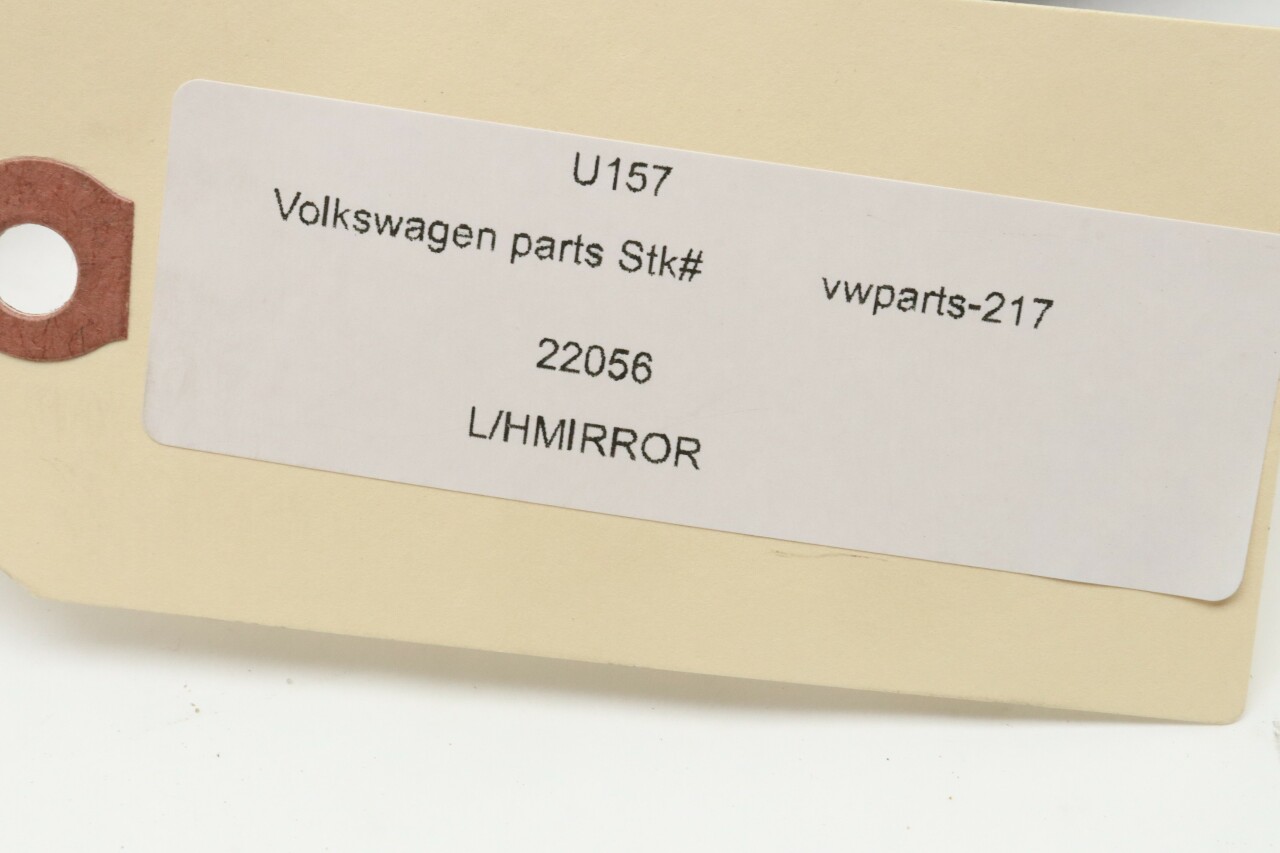 U157
Volkswagen parts Stk# vwparts-217
22056
L/HMIRROR